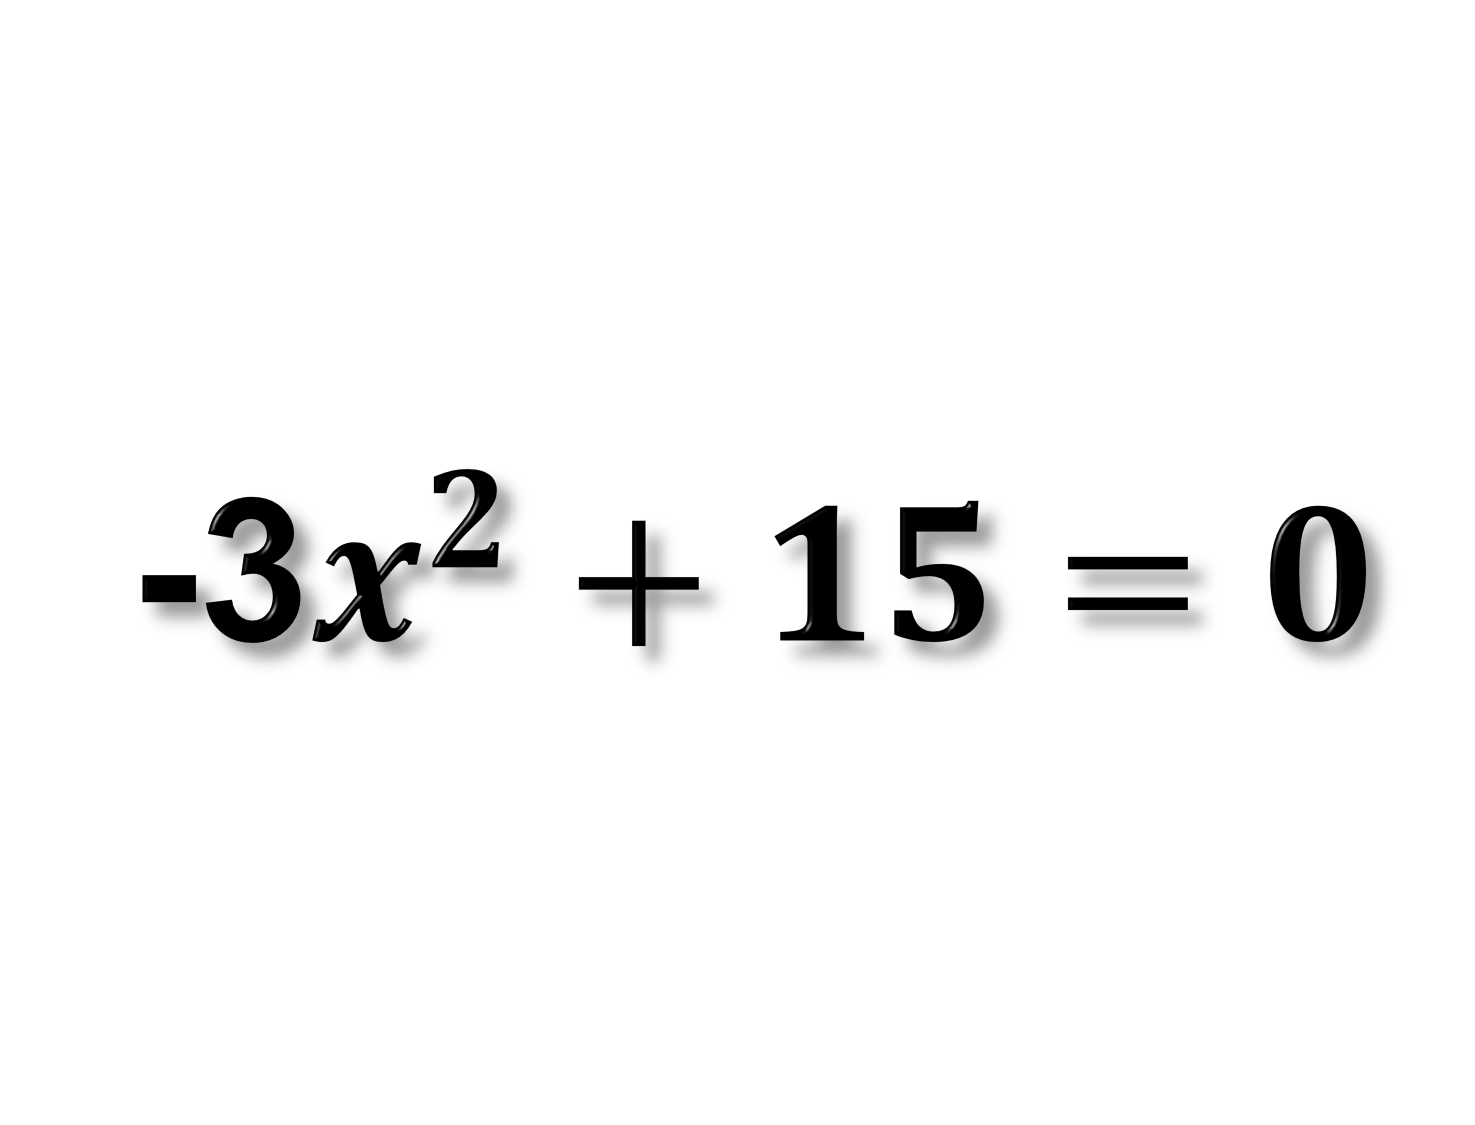 -3x² + 15 = 0